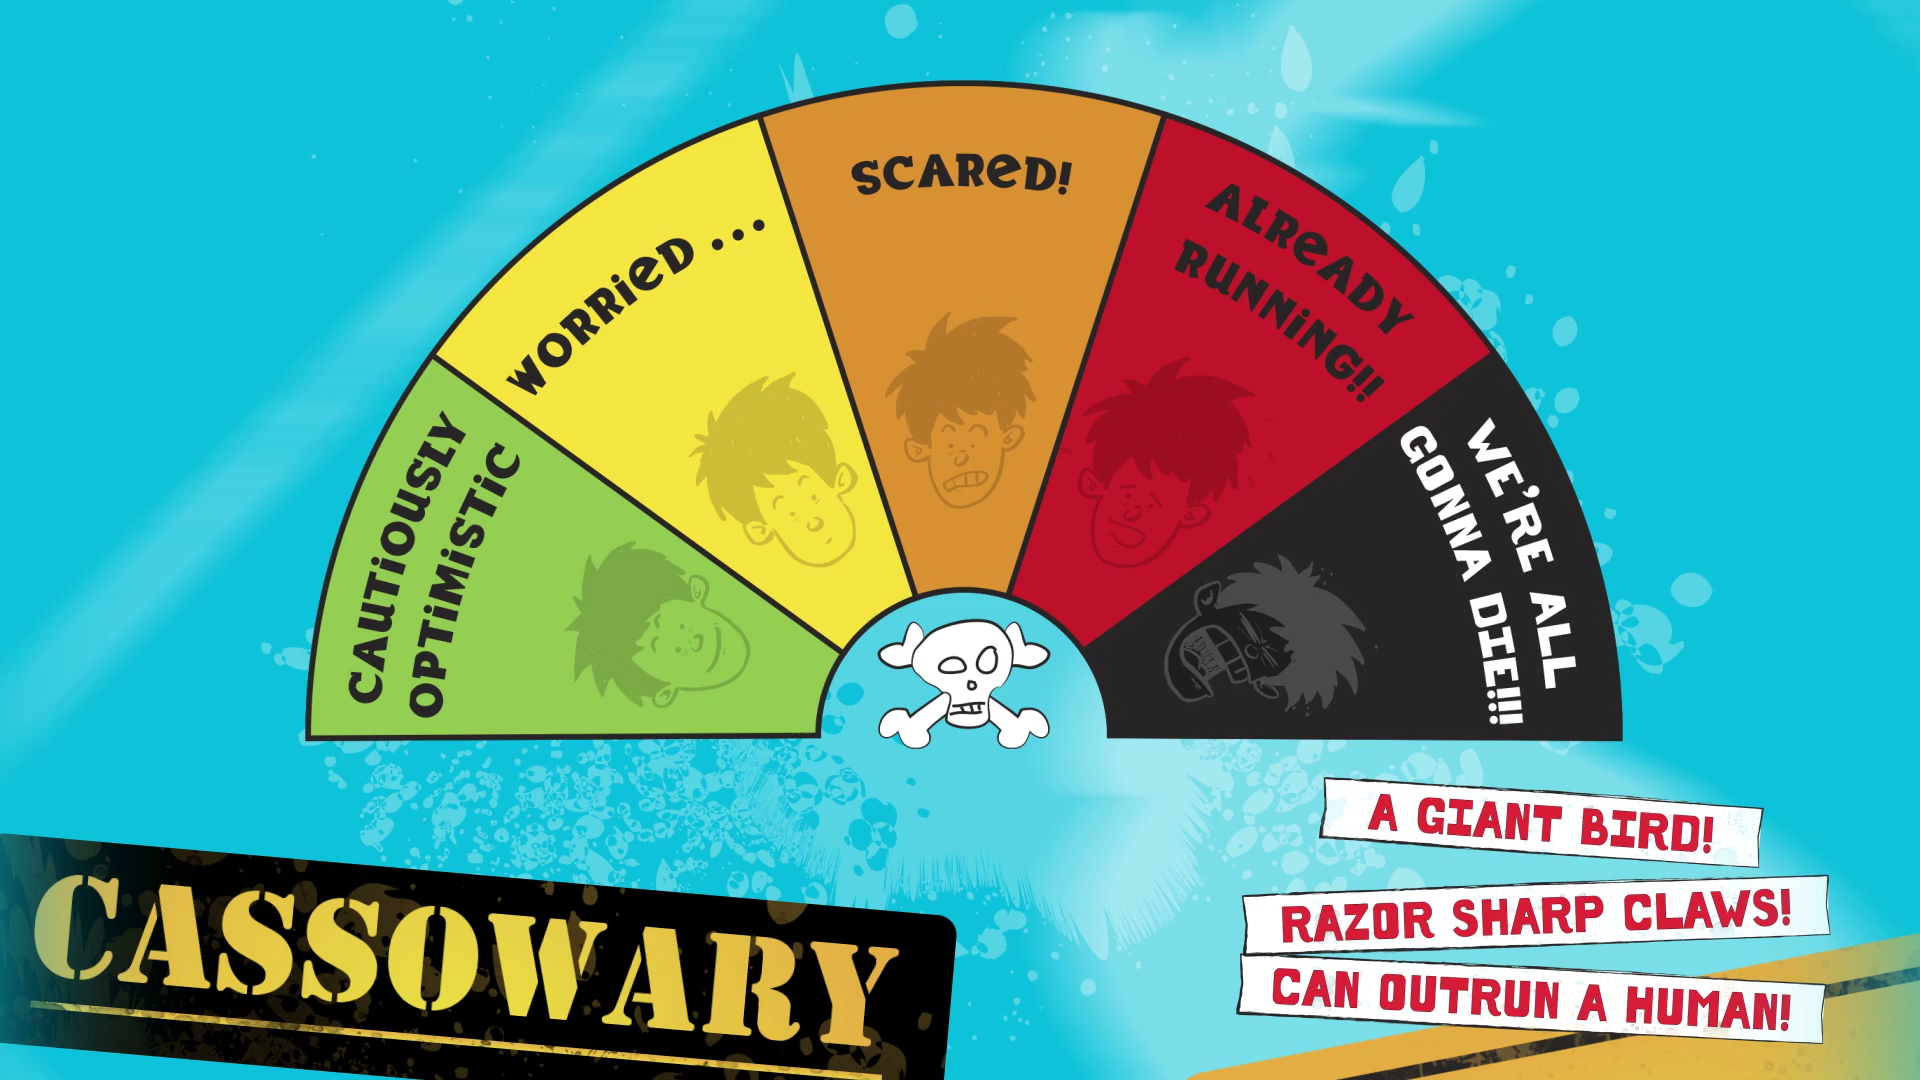 CAUTIOUSLY
OPTIMISTIC
WORRIED ...
SCARED!
ALREADY
RUNNING!!
WE'RE ALL
GONNA DIE!!!
CASSOWARY
A GIANT BIRD!
RAZOR SHARP CLAWS!
CAN OUTRUN A HUMAN!